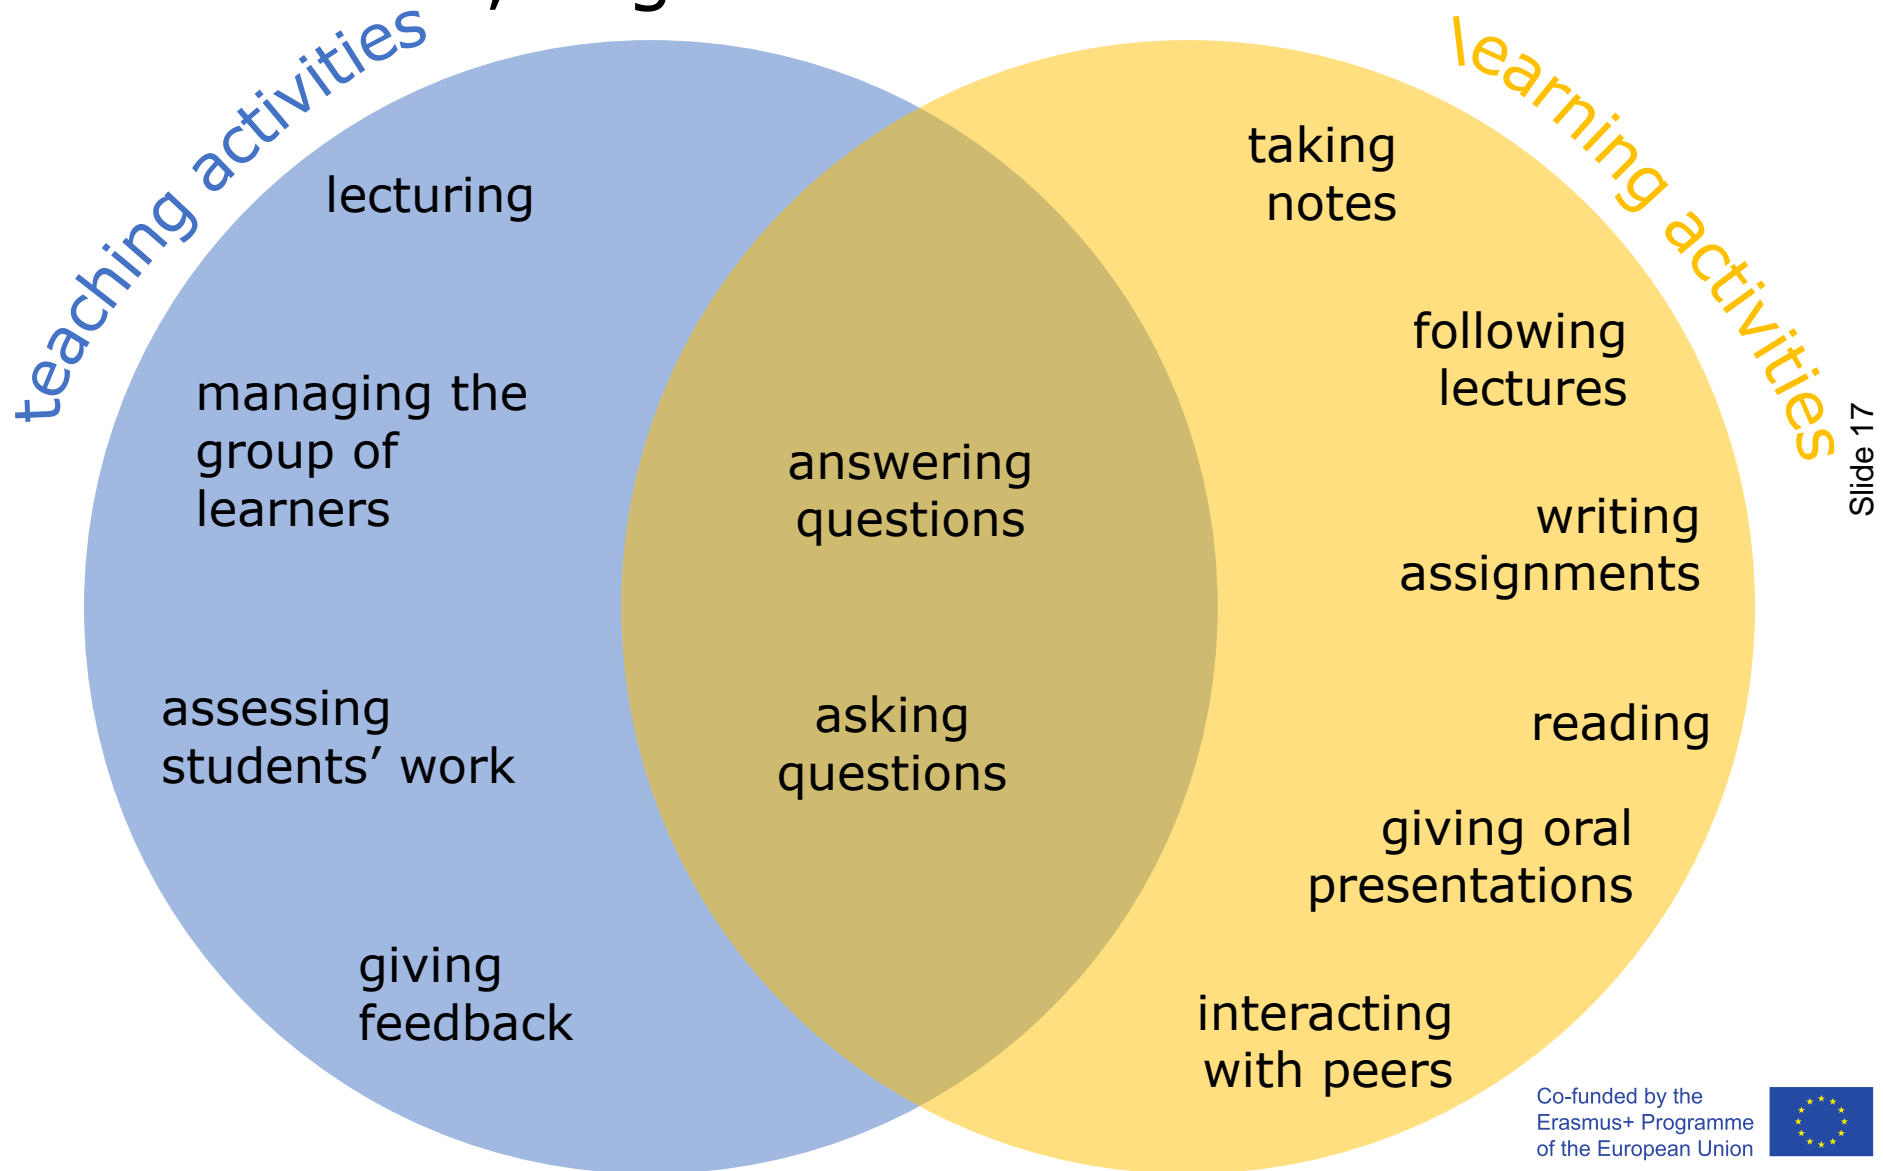 teaching activities
learning activities
lecturing
managing the
group of
learners
assessing
students’ work
giving
feedback
answering
questions
asking
questions
taking
notes
following
lectures
writing
assignments
reading
giving oral
presentations
interacting
with peers
Slide 17
Co-funded by the
Erasmus+ Programme
of the European Union